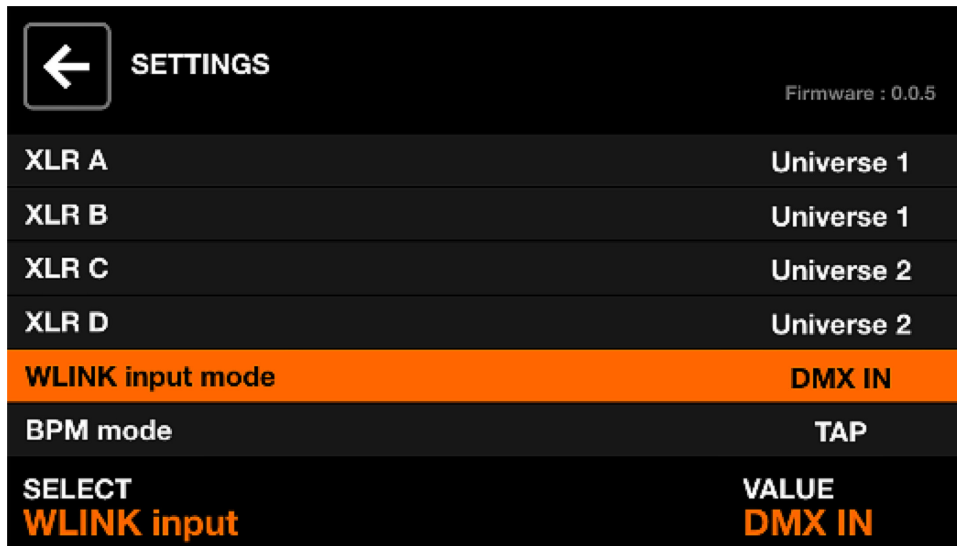 SETTINGS
Firmware : 0.0.5
XLR A Universe 1
XLR B Universe 1
XLR C Universe 2
XLR D Universe 2
WLINK input mode DMX IN
BPM mode TAP
SELECT VALUE
WLINK input DMX IN